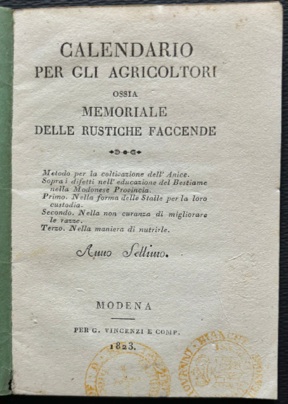 CALENDARIO
PER GLI AGRICOLTORI
OSSIA
MEMORIALE
DELLE RUSTICHE FACCENDE
Metodo per la coltivazione dell' Anice.
Sopra i difetti nell' educazione del Bestiame
nella Modonese Provincia.
Primo. Nella forma delle Stalle per la loro
custodia.
Secondo. Nella non curanza di migliorare
le razze.
Terzo. Nella maniera di nutrirle.
Anno Settimo.
MODENA
PER G. VINCENZI E COMP.
1823.